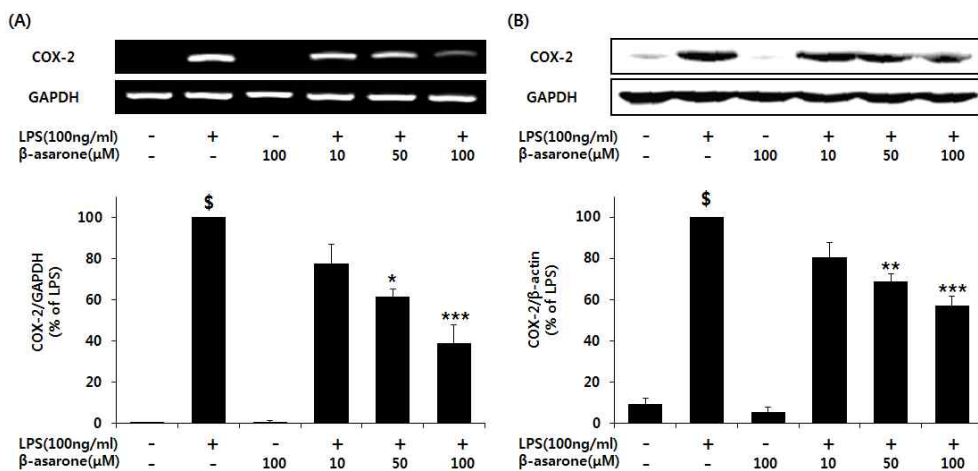 (A)
COX-2
GAPDH
LPS(100ng/ml) - + - + + +
β-asarone(μM) - - 100 10 50 100
COX-2/GAPDH
(% of LPS)
100
80
60
40
20
0
$
*
***
LPS(100ng/ml) - + - + + +
β-asarone(μM) - - 100 10 50 100
(B)
COX-2
GAPDH
LPS(100ng/ml) - + - + + +
β-asarone(μM) - - 100 10 50 100
COX-2/β-actin
(% of LPS)
100
80
60
40
20
0
$
**
***
LPS(100ng/ml) - + - + + +
β-asarone(μM) - - 100 10 50 100